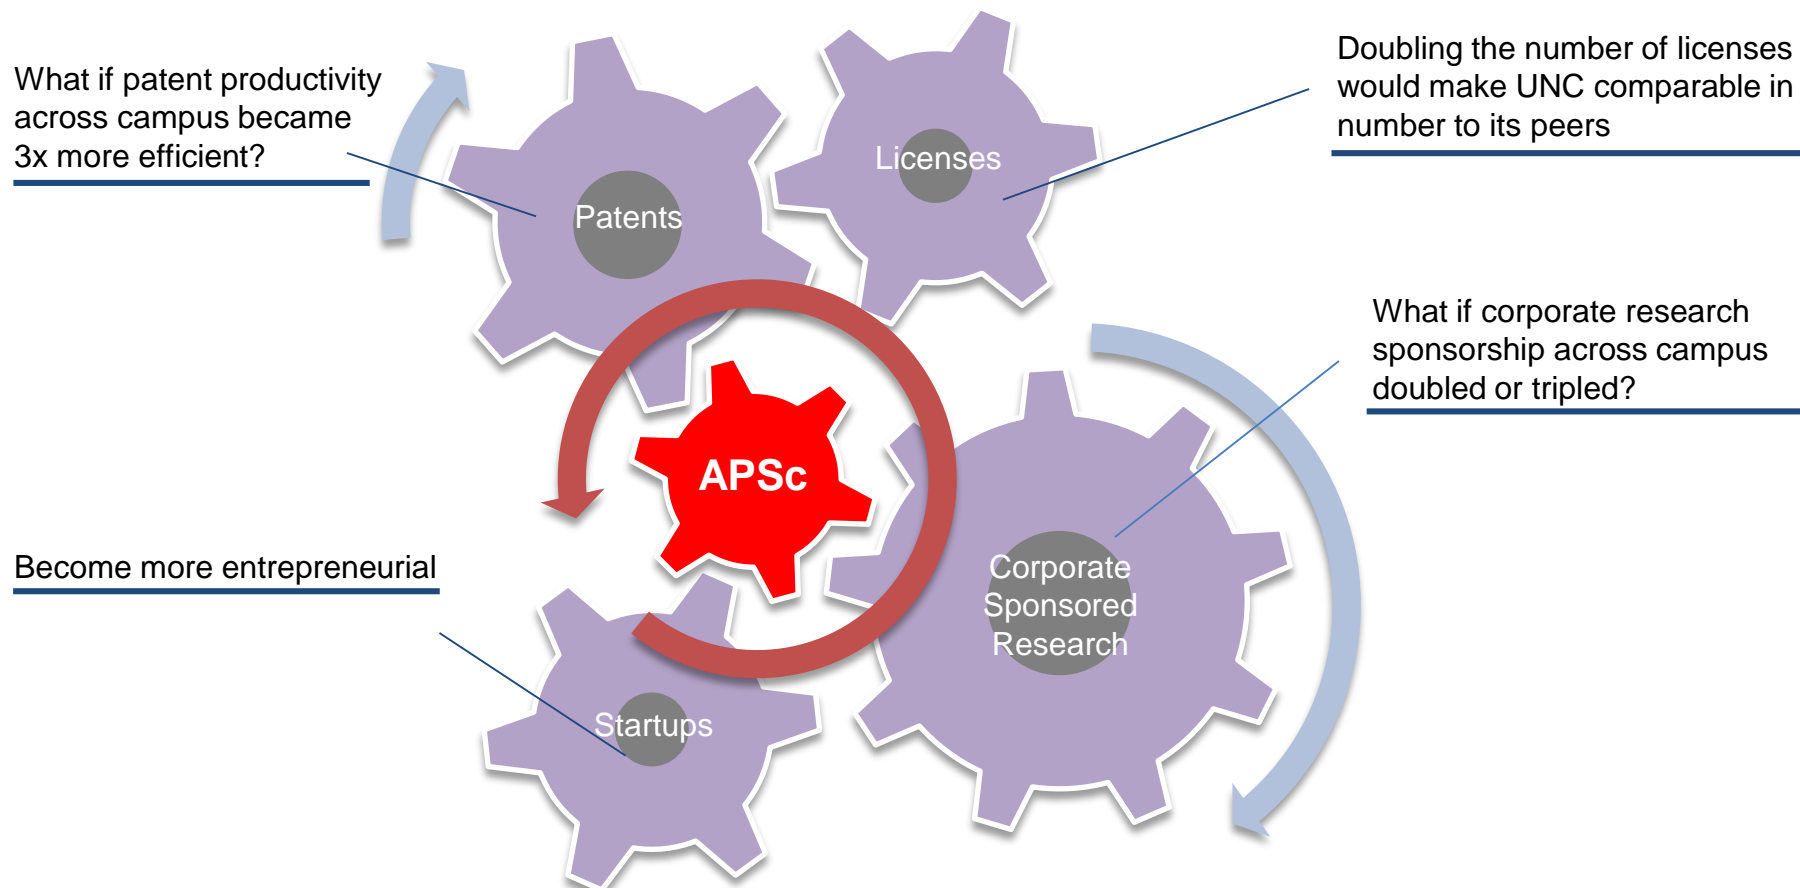 What if patent productivity
across campus became
3x more efficient?
Doubling the number of licenses
would make UNC comparable in
number to its peers
Licenses
Patents
What if corporate research
sponsorship across campus
doubled or tripled?
APSc
Become more entrepreneurial
Corporate
Sponsored
Research
Startups